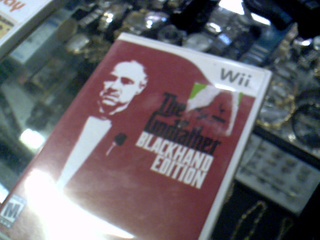 Wii
The
Godfather
BLACKHAND
EDITION